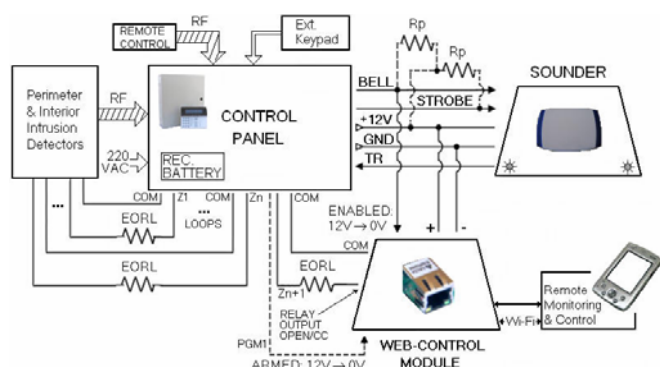 REMOTE
CONTROL
RF
Ext.
Keypad
Rp
Rp
Perimeter
& Interior
Intrusion
Detectors
RF
220
VAC
CONTROL
PANEL
REC.
BATTERY
BELL
STROBE
+12V
GND
TR
SOUNDER
...
COM
Z1
COM
Zn
COM
...
LOOPS
EORL
EORL
ENABLED:
12V→0V
+
-
COM
EORL
Zn+1
RELAY
OUTPUT
OPEN/CC
PGM1
ARMED: 12V→0V
WEB-CONTROL
MODULE
Wi-Fi
Remote
Monitoring
& Control